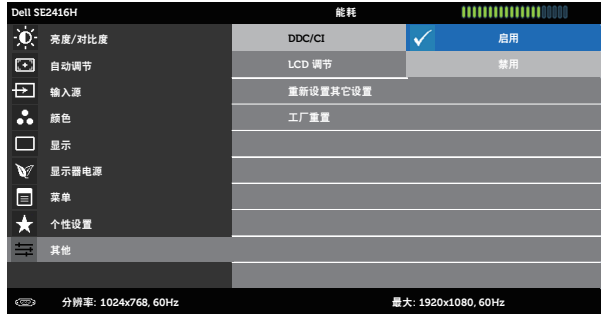 Dell SE2416H 能耗
亮度/对比度 DDC/CI 启用
自动调节 LCD 调节 禁用
输入源 重新设置其它设置
颜色 工厂重置
显示
显示器电源
菜单
个性设置
其他
分辨率: 1024x768, 60Hz 最大: 1920x1080, 60Hz